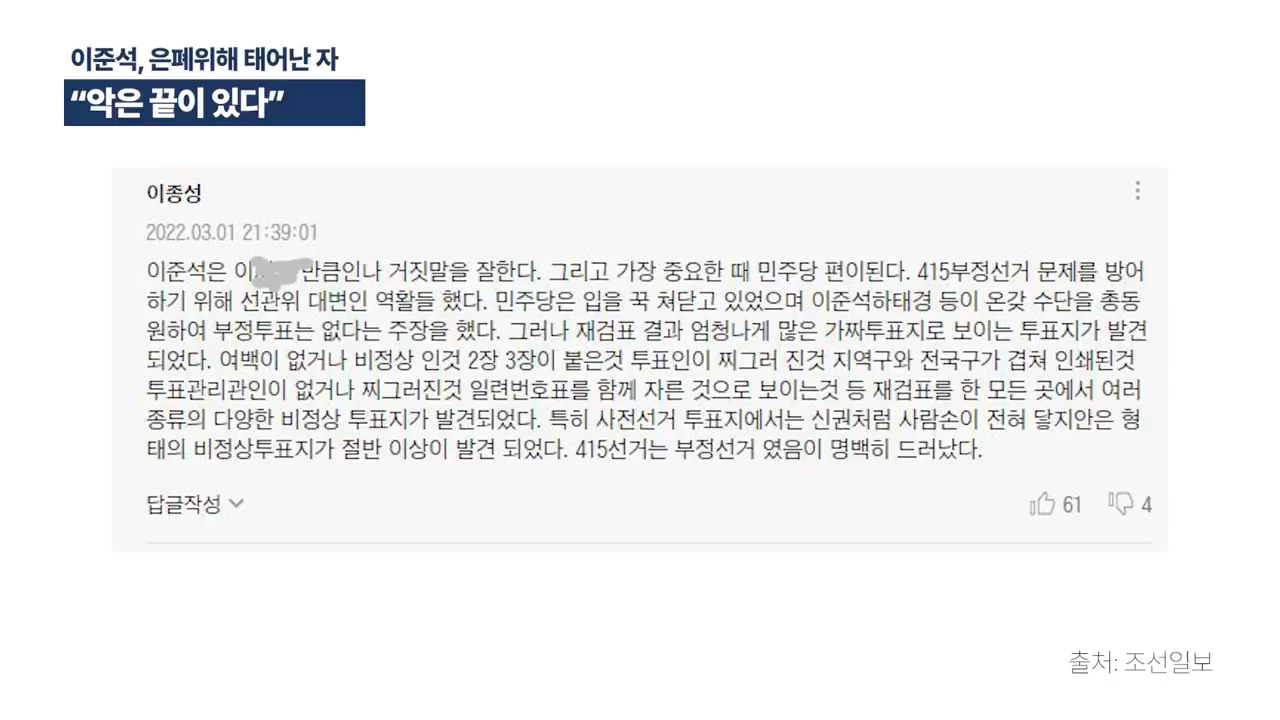 이준석, 은폐위해 태어난 자
“악은 끝이 있다”
이종성
2022.03.01 21:39:01
이준석은 이 만큼인나 거짓말을 잘한다. 그리고 가장 중요한 때 민주당 편이된다. 415부정선거 문제를 방어
하기 위해 선관위 대변인 역활들 했다. 민주당은 입을 꾹 쳐닫고 있었으며 이준석하태경 등이 온갖 수단을 총동
원하여 부정투표는 없다는 주장을 했다. 그러나 재검표 결과 엄청나게 많은 가짜투표지로 보이는 투표지가 발견
되었다. 여백이 없거나 비정상 인것 2장 3장이 붙은것 투표인이 찌그러 진것 지역구와 전국구가 겹쳐 인쇄된것
투표관리관인이 없거나 찌그러진것 일련번호표를 함께 자른 것으로 보이는것 등 재검표를 한 모든 곳에서 여러
종류의 다양한 비정상 투표지가 발견되었다. 특히 사전선거 투표지에서는 신권처럼 사람손이 전혀 닿지안은 형
태의 비정상투표지가 절반 이상이 발견 되었다. 415선거는 부정선거 였음이 명백히 드러났다.
답글작성
61 4
출처: 조선일보